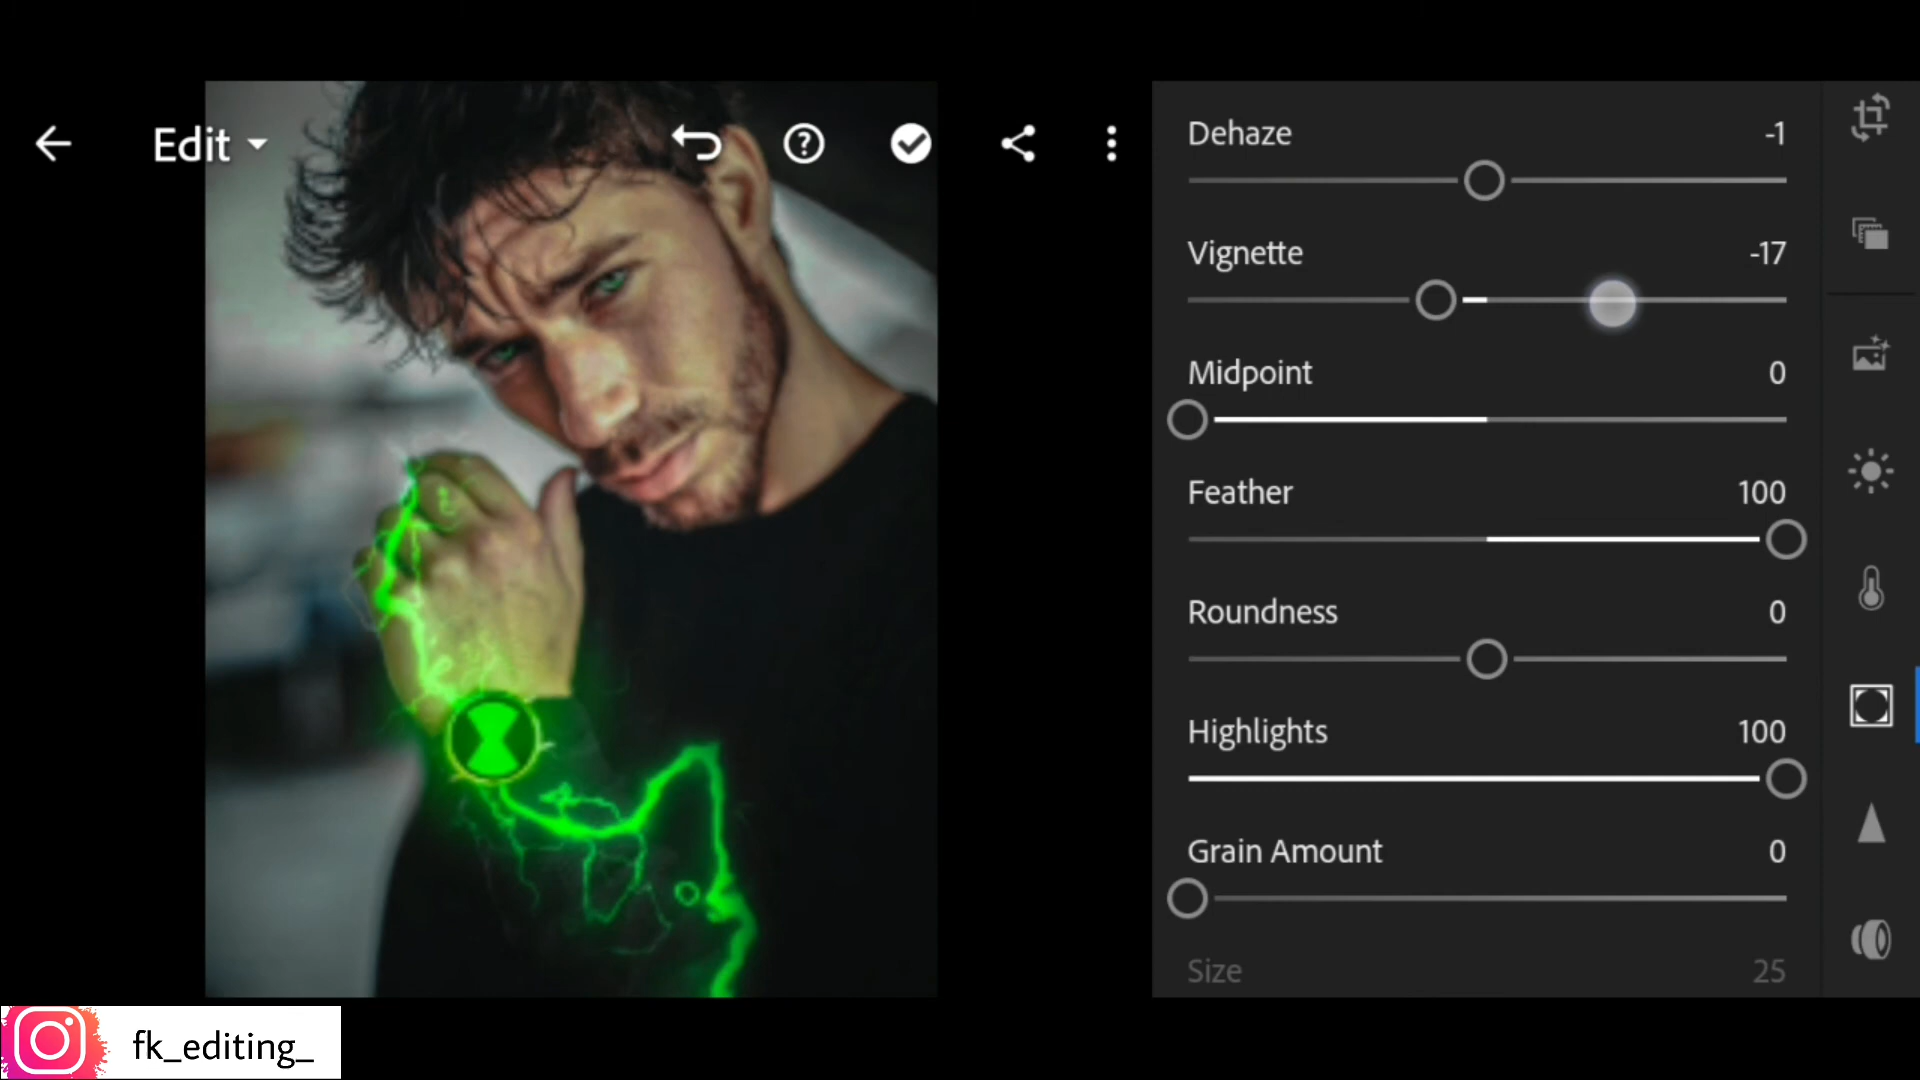 Edit
Dehaze -1
Vignette -17
Midpoint 0
Feather 100
Roundness 0
Highlights 100
Grain Amount 0
Size 25
fk_editing_